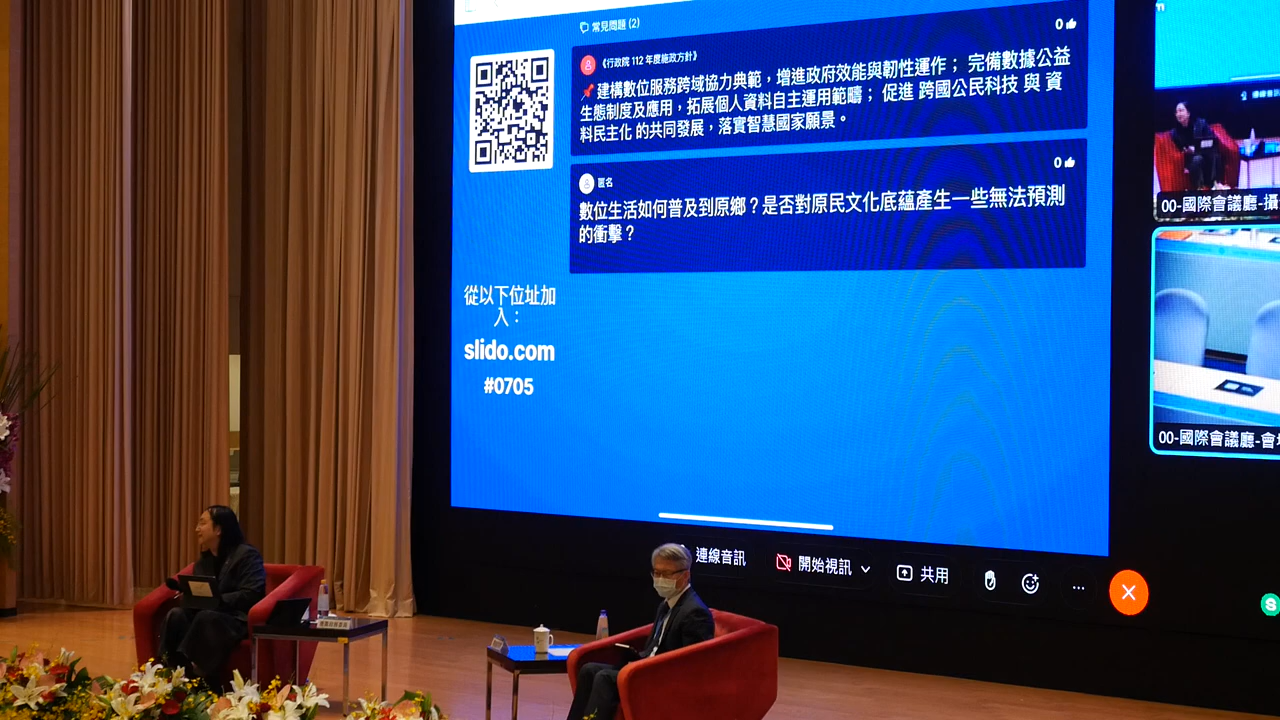 常見問題 (2)
0
《行政院 112 年度施政方針》
建構數位服務跨域協力典範，增進政府效能與韌性運作； 完備數據公益
生態制度及應用，拓展個人資料自主運用範疇； 促進 跨國公民科技 與 資
料民主化 的共同發展，落實智慧國家願景。
0
匿名
數位生活如何普及到原鄉？是否對原民文化底蘊產生一些無法預測
的衝擊？
從以下位址加
入：
slido.com
#0705
00-國際會議廳-攝
00-國際會議廳-會
連線音訊
開始視訊
共用
S